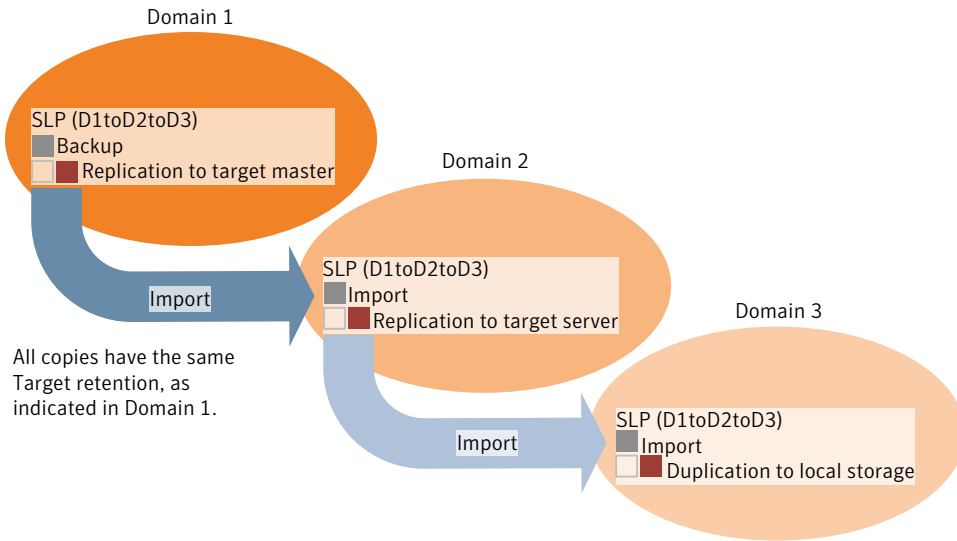 Domain 1
SLP (D1toD2toD3)
Backup
Replication to target master
Import
Domain 2
SLP (D1toD2toD3)
Import
Replication to target server
All copies have the same
Target retention, as
indicated in Domain 1.
Import
Domain 3
SLP (D1toD2toD3)
Import
Duplication to local storage